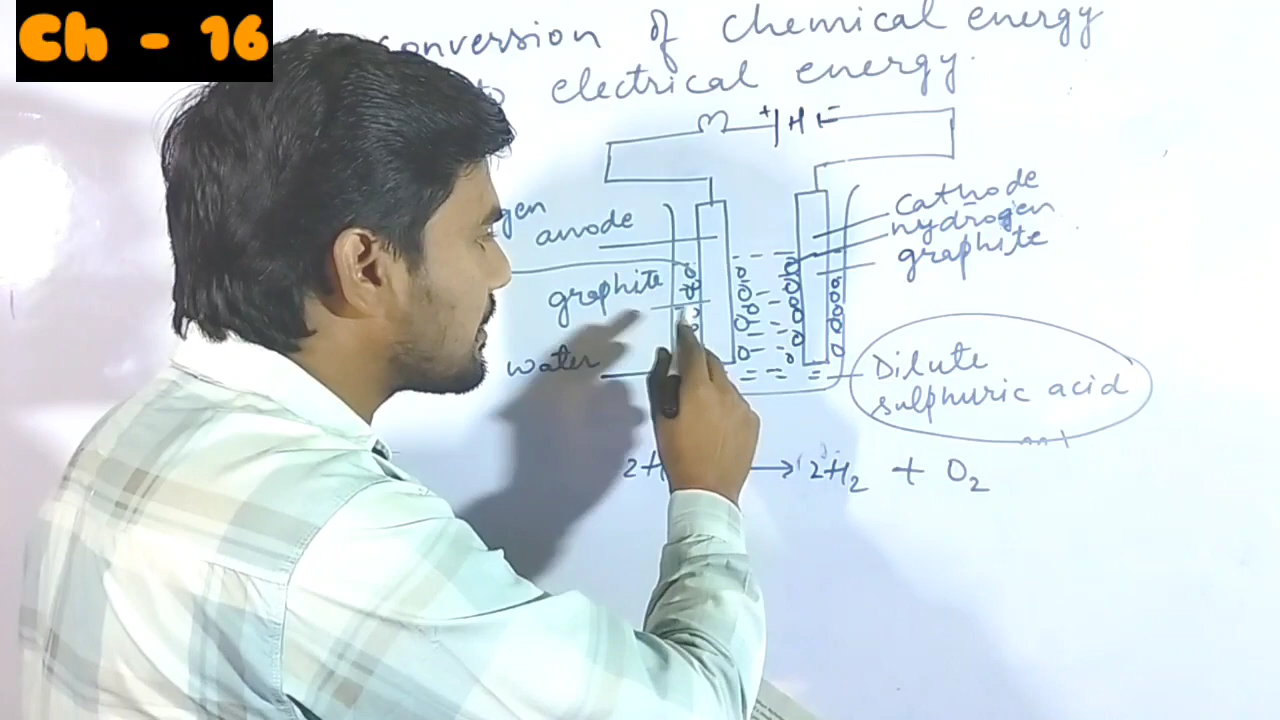 Ch - 16
conversion of chemical energy
to electrical energy.
+ -
anode
graphite
water
cathode
hydrogen
graphite
Dilute
sulphuric acid
→ 2H₂ + O₂